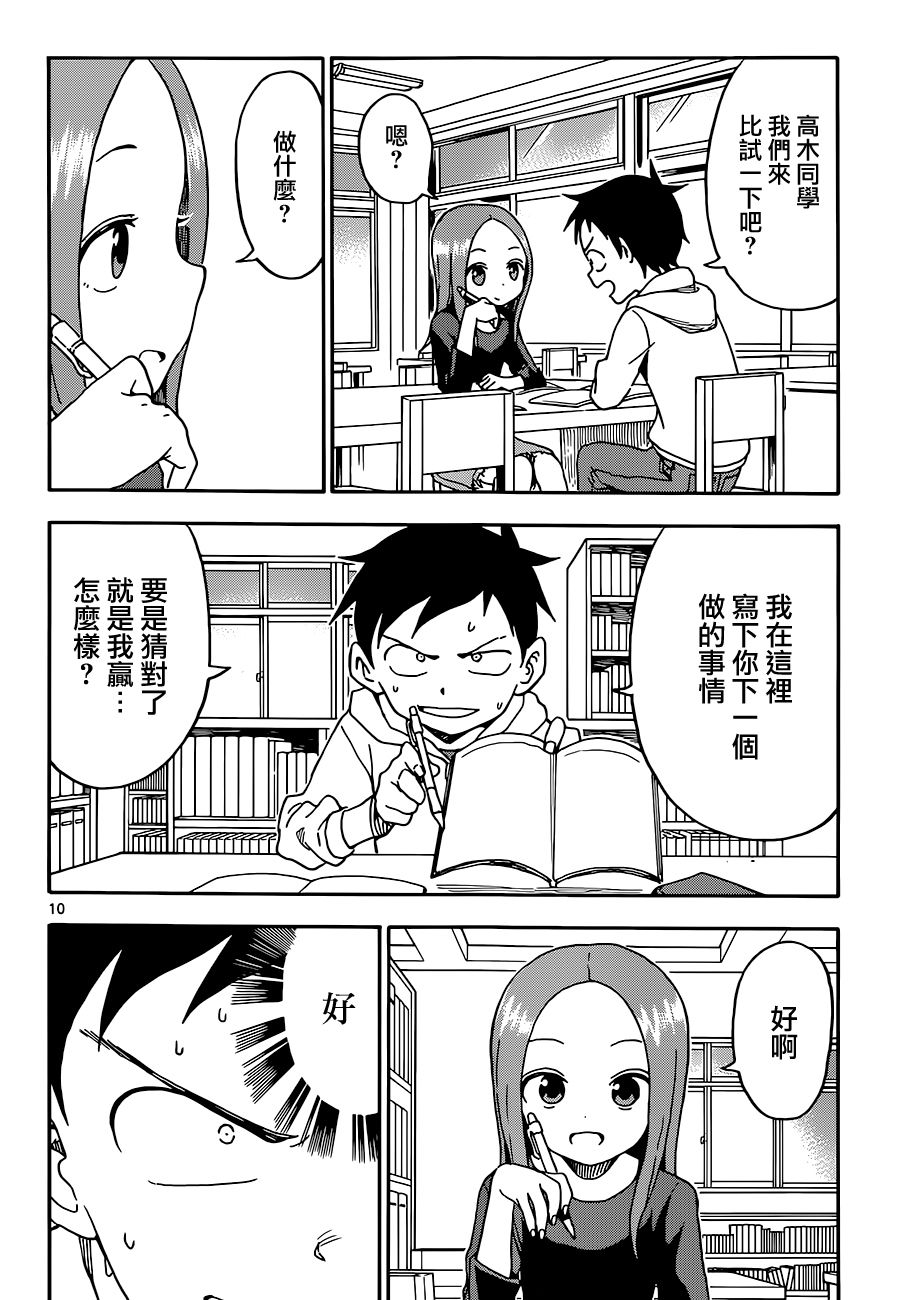 高木同學
我們來
比試一下吧？
嗯？
做什麼？
我在這裡
寫下你下一個
做的事情
要是猜對了
就是我贏…
怎麼樣？
10
好啊
好